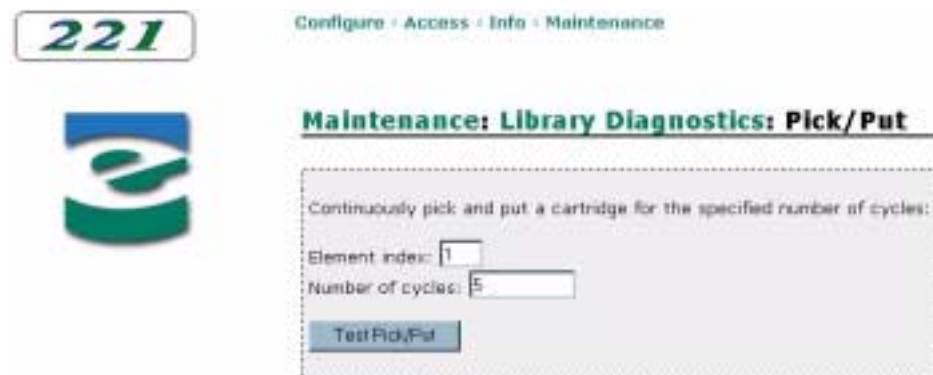 221
Configure : Access : Info : Maintenance
Maintenance: Library Diagnostics: Pick/Put
Continuously pick and put a cartridge for the specified number of cycles:
Element index: 1
Number of cycles: 5
Test Pick/Put